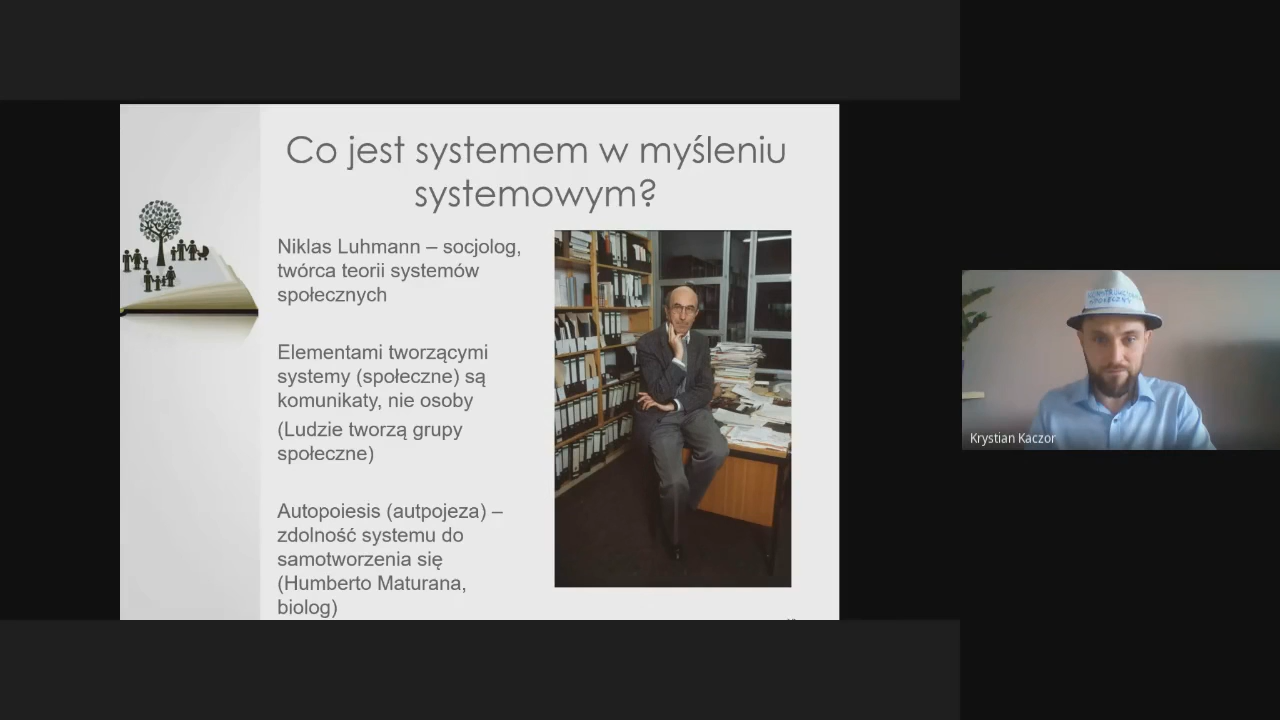 Co jest systemem w myśleniu
systemowym?
Niklas Luhmann – socjolog,
twórca teorii systemów
społecznych
Elementami tworzącymi
systemy (społeczne) są
komunikaty, nie osoby
(Ludzie tworzą grupy
społeczne)
Autopoiesis (autpojeza) –
zdolność systemu do
samotworzenia się
(Humberto Maturana,
biolog)
Krystian Kaczor